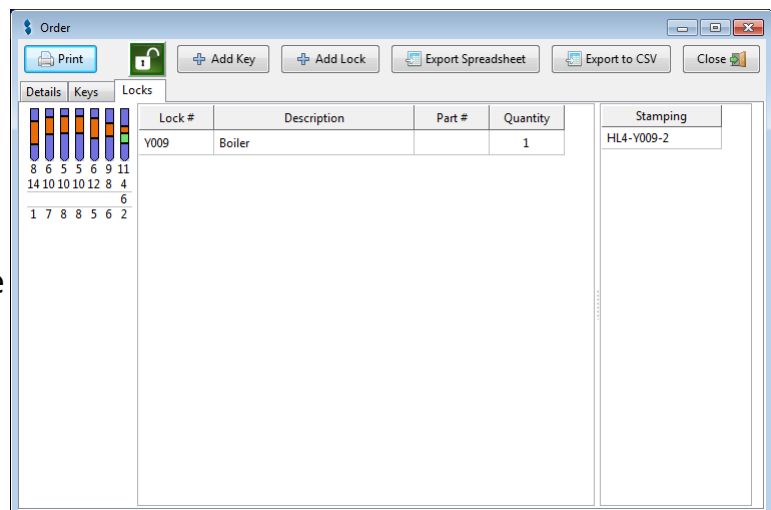 Order
Print Add Key Add Lock Export Spreadsheet Export to CSV Close
Details Keys Locks
Lock # Description Part # Quantity Stamping
Y009 Boiler 1 HL4-Y009-2
8 6 5 5 6 9 11
14 10 10 10 12 8 4
6
1 7 8 8 5 6 2
e